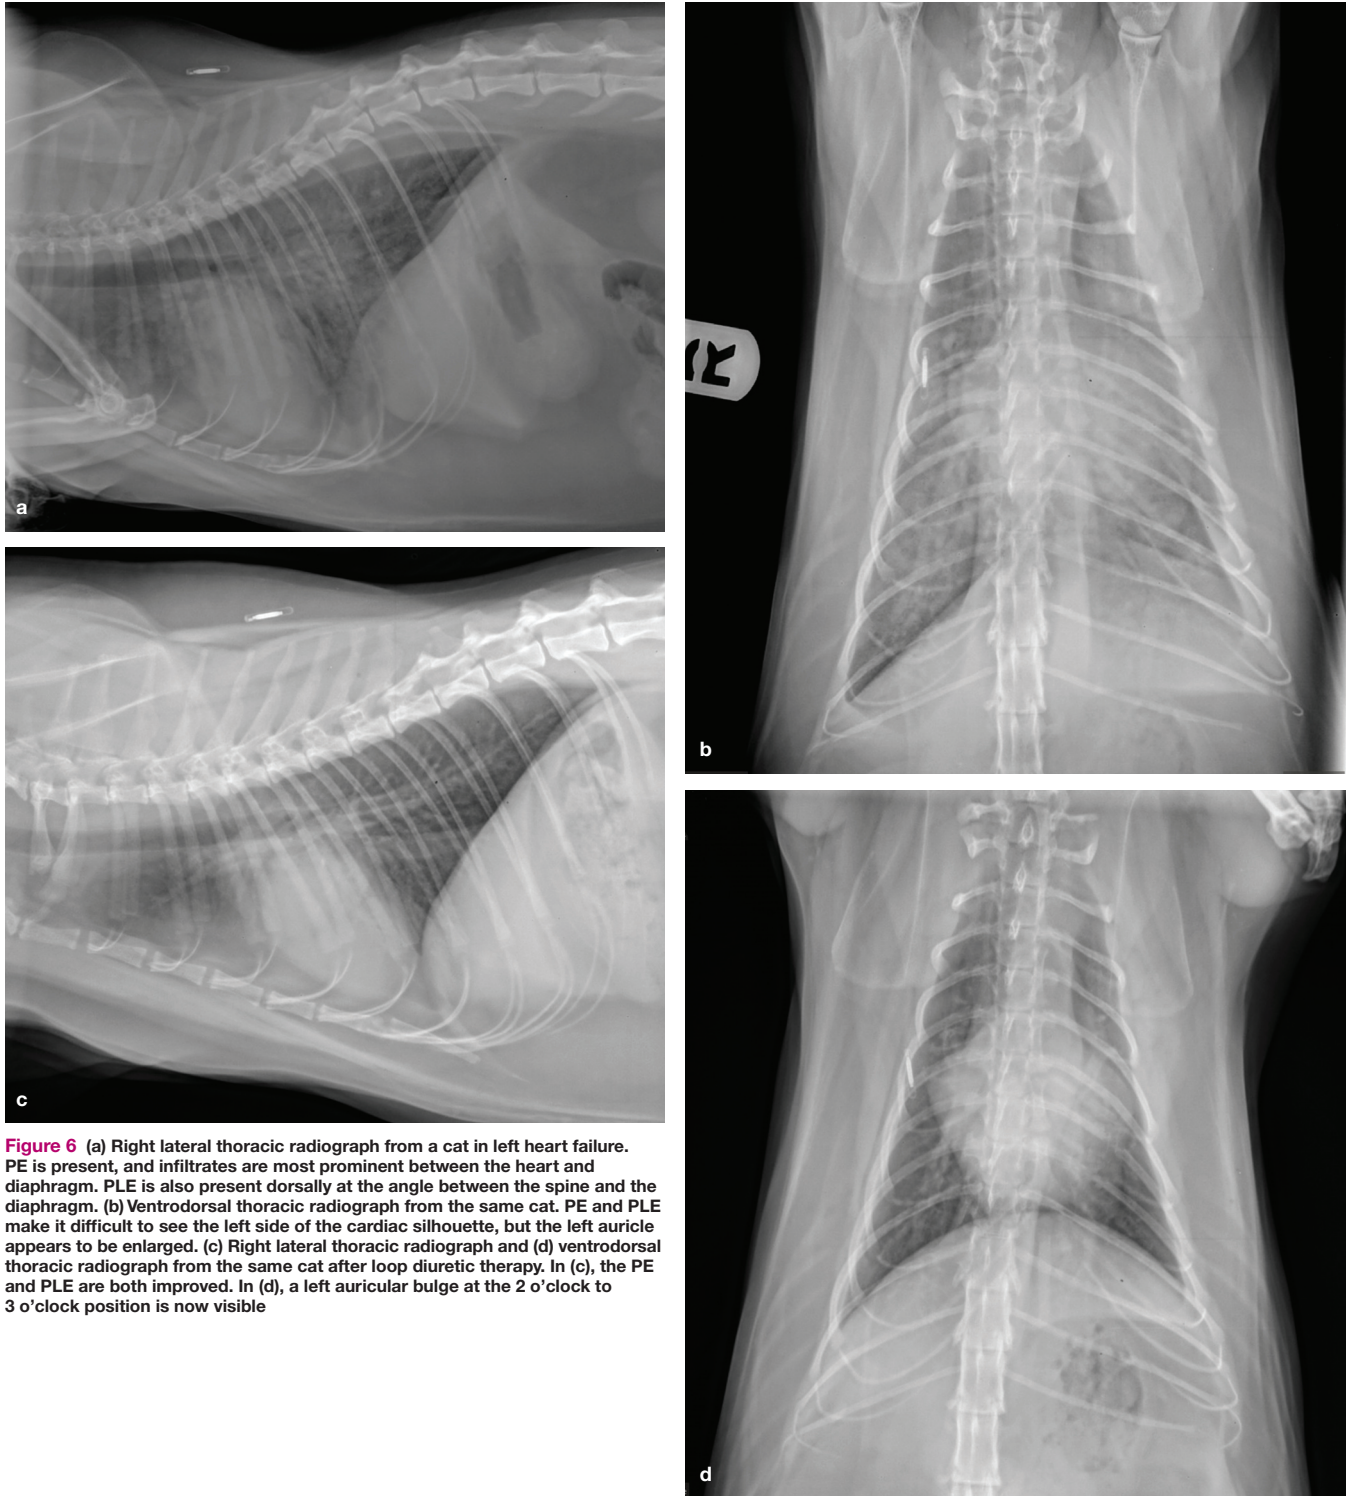 a
R
b
c
d
Figure 6 (a) Right lateral thoracic radiograph from a cat in left heart failure.
PE is present, and infiltrates are most prominent between the heart and
diaphragm. PLE is also present dorsally at the angle between the spine and the
diaphragm. (b) Ventrodorsal thoracic radiograph from the same cat. PE and PLE
make it difficult to see the left side of the cardiac silhouette, but the left auricle
appears to be enlarged. (c) Right lateral thoracic radiograph and (d) ventrodorsal
thoracic radiograph from the same cat after loop diuretic therapy. In (c), the PE
and PLE are both improved. In (d), a left auricular bulge at the 2 o’clock to
3 o’clock position is now visible